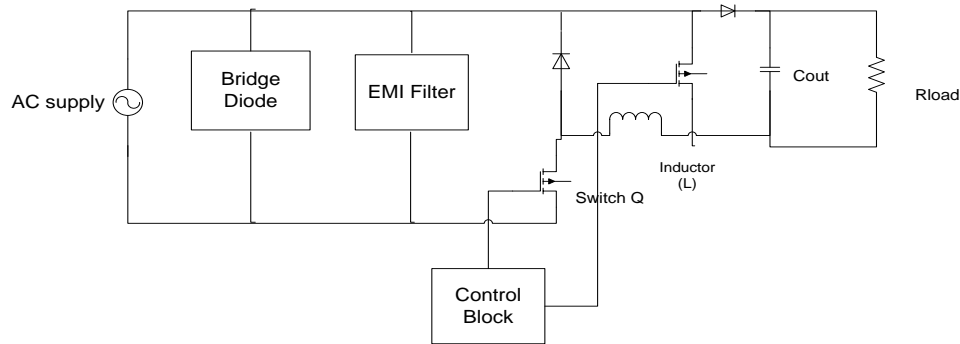 AC supply
Bridge
Diode
EMI Filter
Cout
Rload
Inductor
(L)
Switch Q
Control
Block